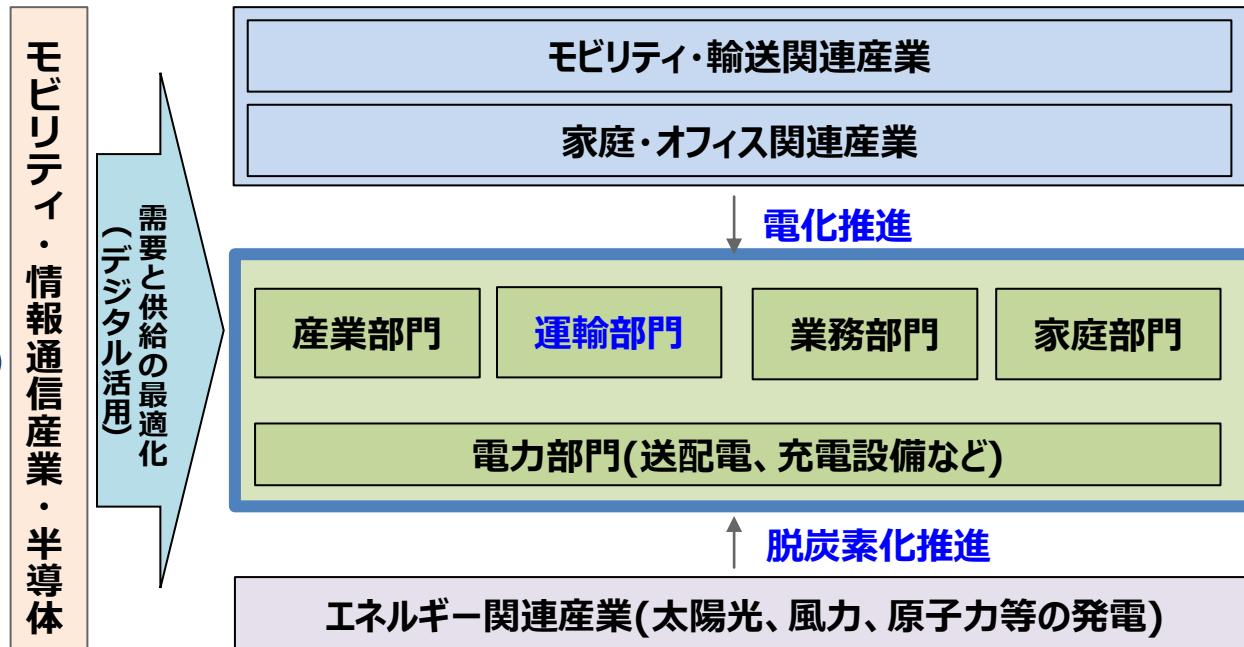 モビリティ・情報通信産業・半導体
需要と供給の最適化
(デジタル活用)
モビリティ・輸送関連産業
家庭・オフィス関連産業
電化推進
産業部門
運輸部門
業務部門
家庭部門
電力部門(送配電、充電設備など)
脱炭素化推進
エネルギー関連産業(太陽光、風力、原子力等の発電)